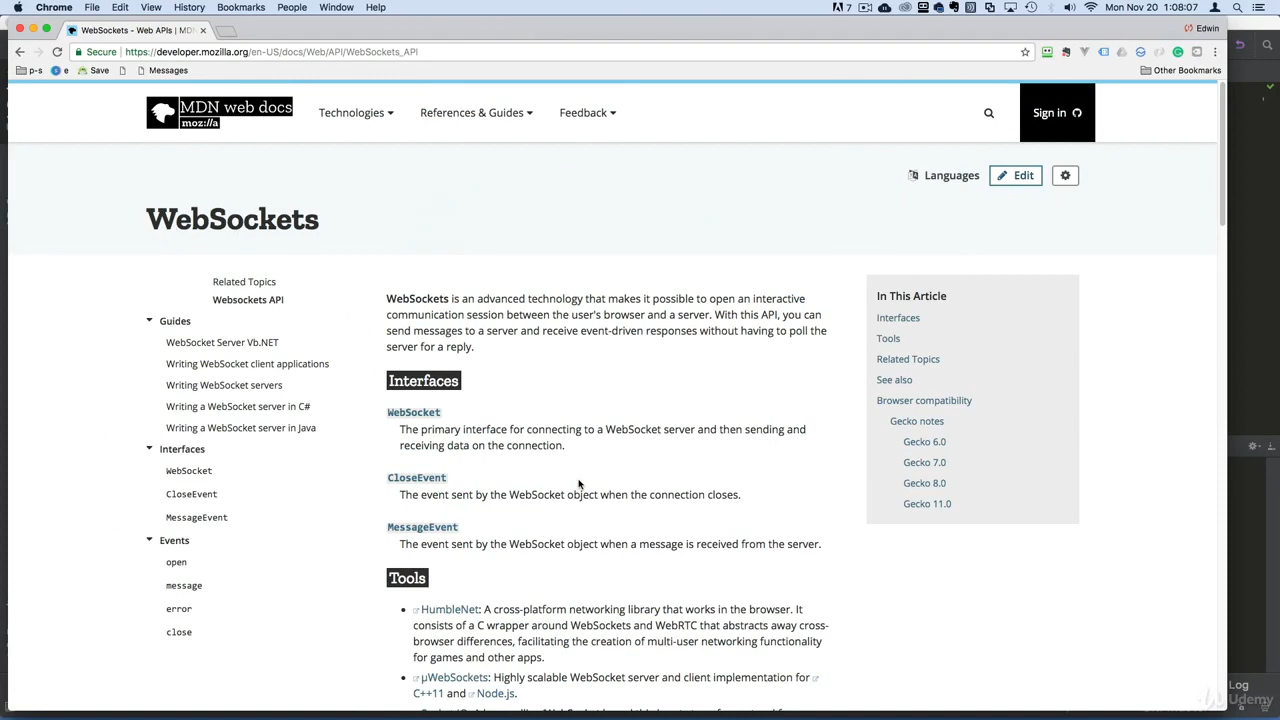 Chrome File Edit View History Bookmarks People Window Help 7 Mon Nov 20 1:08:07
WebSockets - Web APIs | MD Edwin
Secure https://developer.mozilla.org/en-US/docs/Web/API/WebSockets_API
p-s e Save Messages Other Bookmarks
MDN web docs
moz://a
Technologies References & Guides Feedback Sign in
Languages Edit
WebSockets
Related Topics
Websockets API
Guides
WebSocket Server Vb.NET
Writing WebSocket client applications
Writing WebSocket servers
Writing a WebSocket server in C#
Writing a WebSocket server in Java
Interfaces
WebSocket
CloseEvent
MessageEvent
Events
open
message
error
close
WebSockets is an advanced technology that makes it possible to open an interactive
communication session between the user's browser and a server. With this API, you can
send messages to a server and receive event-driven responses without having to poll the
server for a reply.
Interfaces
WebSocket
The primary interface for connecting to a WebSocket server and then sending and
receiving data on the connection.
CloseEvent
The event sent by the WebSocket object when the connection closes.
MessageEvent
The event sent by the WebSocket object when a message is received from the server.
Tools
HumbleNet: A cross-platform networking library that works in the browser. It
consists of a C wrapper around WebSockets and WebRTC that abstracts away cross-
browser differences, facilitating the creation of multi-user networking functionality
for games and other apps.
µWebSockets: Highly scalable WebSocket server and client implementation for
C++11 and Node.js.
In This Article
Interfaces
Tools
Related Topics
See also
Browser compatibility
Gecko notes
Gecko 6.0
Gecko 7.0
Gecko 8.0
Gecko 11.0
Log
Udemy